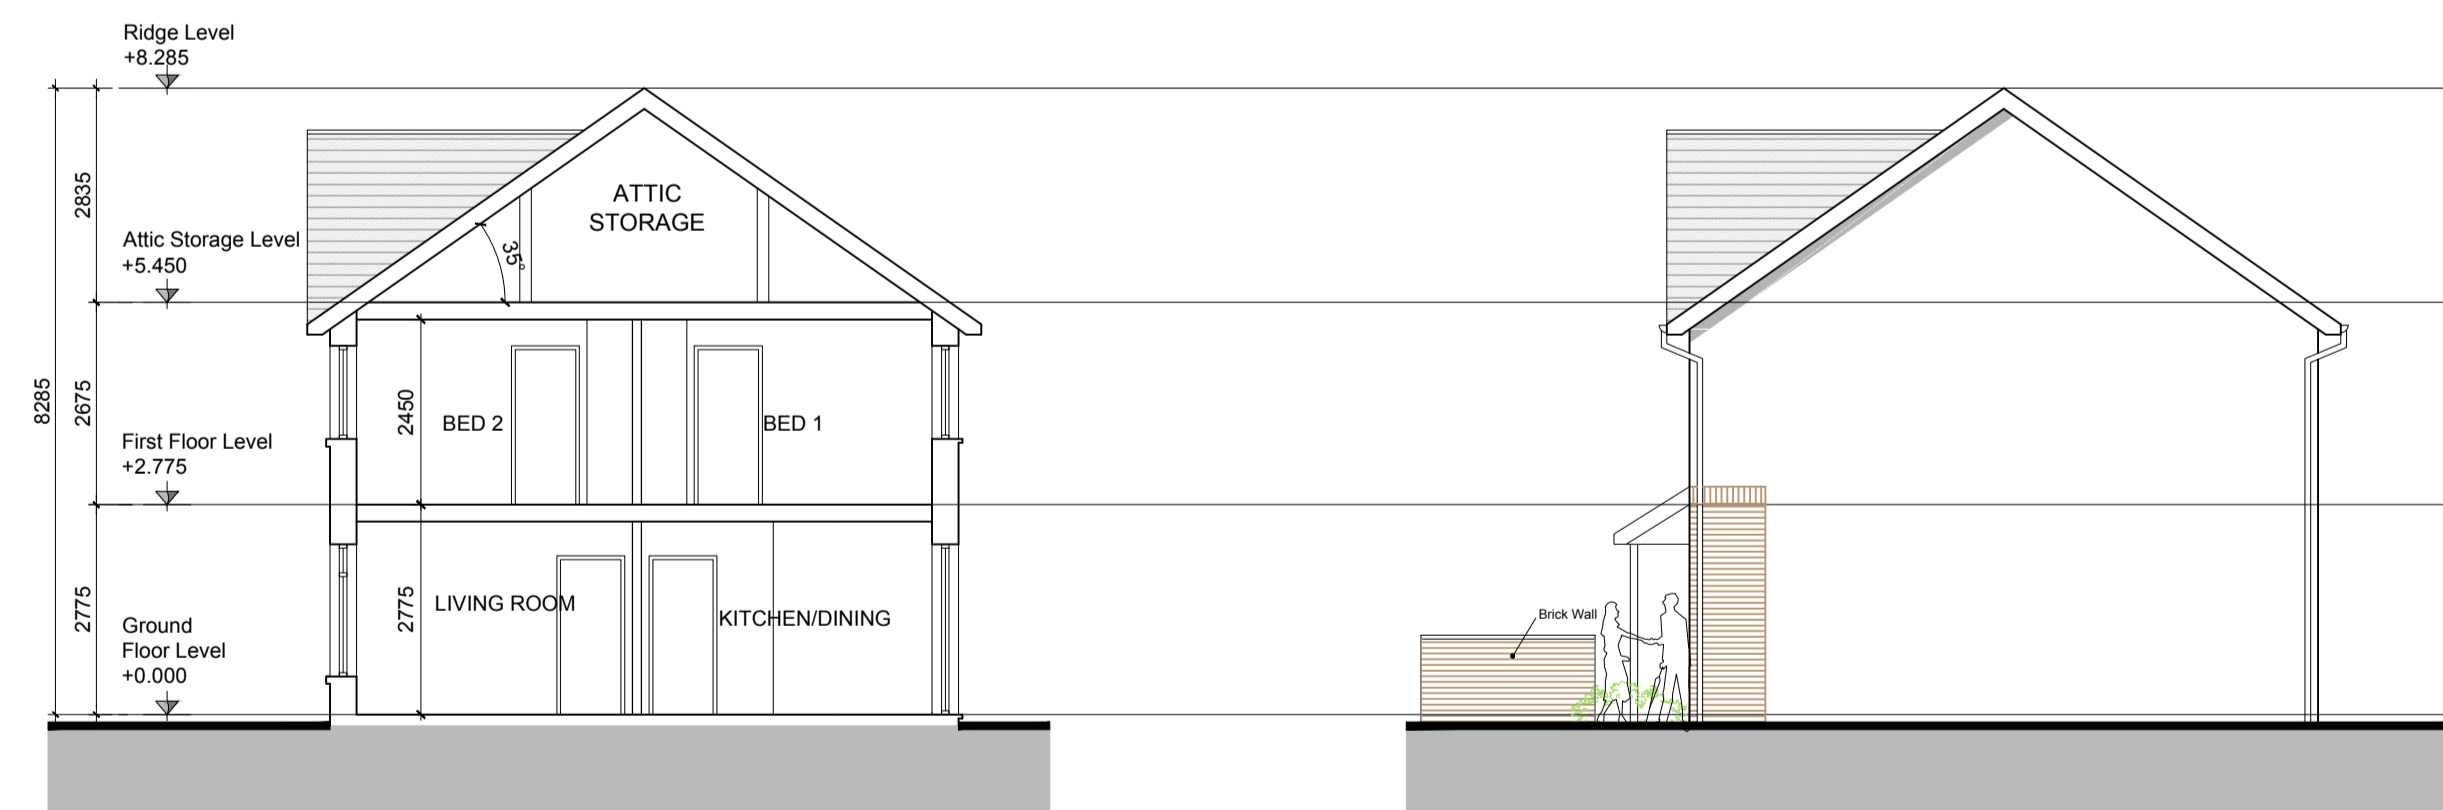 Ridge Level
+8.285
2835
ATTIC
STORAGE
Attic Storage Level
+5.450
35°
8285
2675
2450
BED 2
BED 1
First Floor Level
+2.775
2775
2775
LIVING ROOM
KITCHEN/DINING
Ground
Floor Level
+0.000
Brick Wall